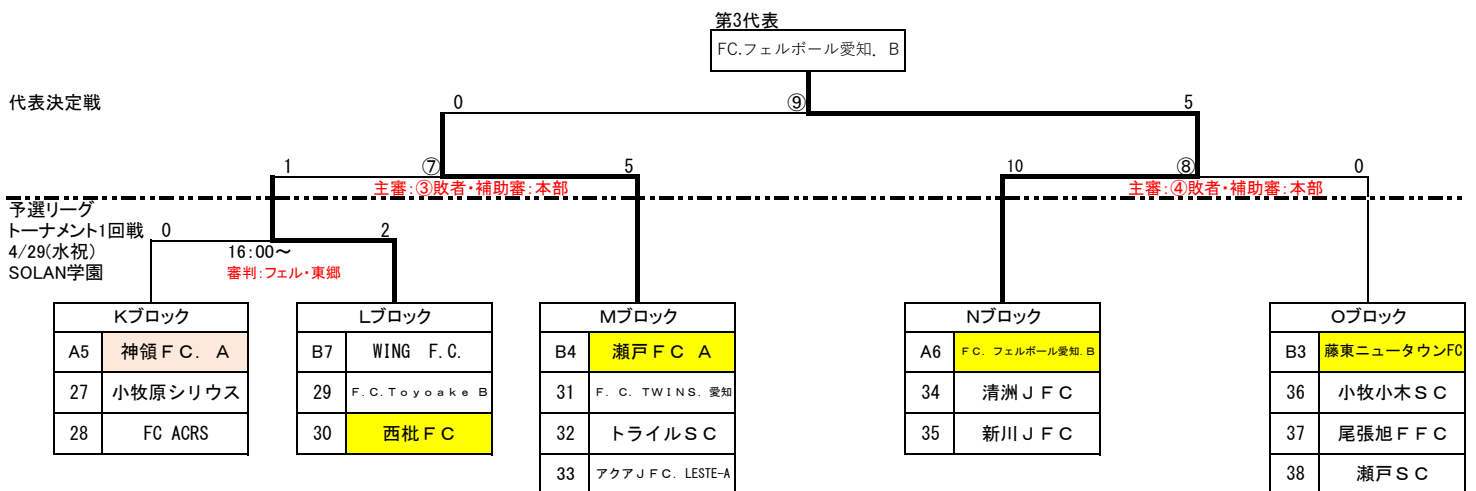 第3代表
FC.フェルボール愛知. B
代表決定戦
0 ⑨ 5
1 ⑦ 5 10 ⑧ 0
主審:③敗者・補助審:本部 主審:④敗者・補助審:本部
予選リーグ
トーナメント1回戦 0 2
4/29(水祝) 16:00～
SOLAN学園 審判:フェル・東郷
Kブロック Lブロック Mブロック Nブロック Oブロック
A5 神領FC. A B7 WING F.C. B4 瀬戸FC A A6 FC. フェルボール愛知.B B3 藤東ニュータウンFC
27 小牧原シリウス 29 F.C.Toyoake B 31 F. C. TWINS. 愛知 34 清洲JFC 36 小牧小木SC
28 FC ACRS 30 西枇FC 32 トライルSC 35 新川JFC 37 尾張旭FFC
33 アクアJFC. LESTE-A 38 瀬戸SC